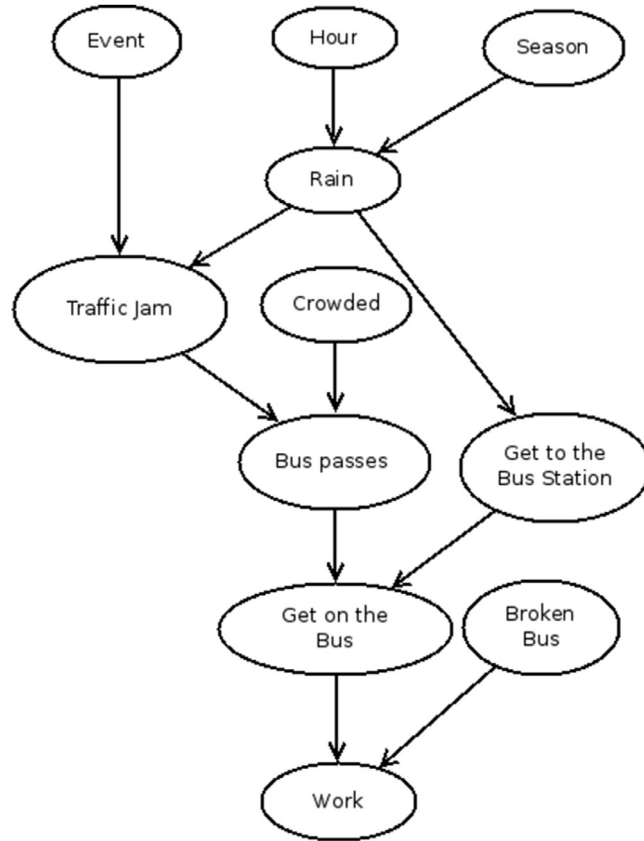 Event
Hour
Season
Rain
Traffic Jam
Crowded
Bus passes
Get to the
Bus Station
Get on the
Bus
Broken
Bus
Work